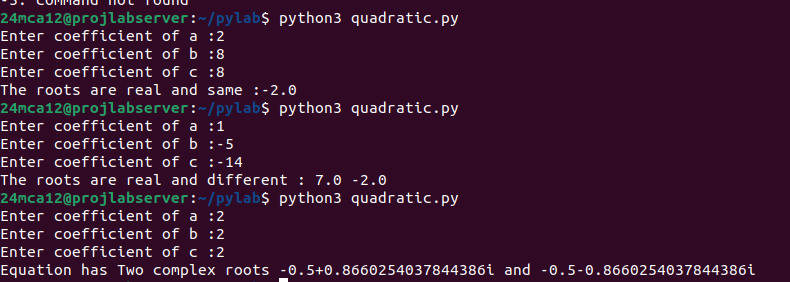 -3: command not found
24mca12@projlabserver:~/pylab$ python3 quadratic.py
Enter coefficient of a :2
Enter coefficient of b :8
Enter coefficient of c :8
The roots are real and same :-2.0
24mca12@projlabserver:~/pylab$ python3 quadratic.py
Enter coefficient of a :1
Enter coefficient of b :-5
Enter coefficient of c :-14
The roots are real and different : 7.0 -2.0
24mca12@projlabserver:~/pylab$ python3 quadratic.py
Enter coefficient of a :2
Enter coefficient of b :2
Enter coefficient of c :2
Equation has Two complex roots -0.5+0.8660254037844386i and -0.5-0.8660254037844386i